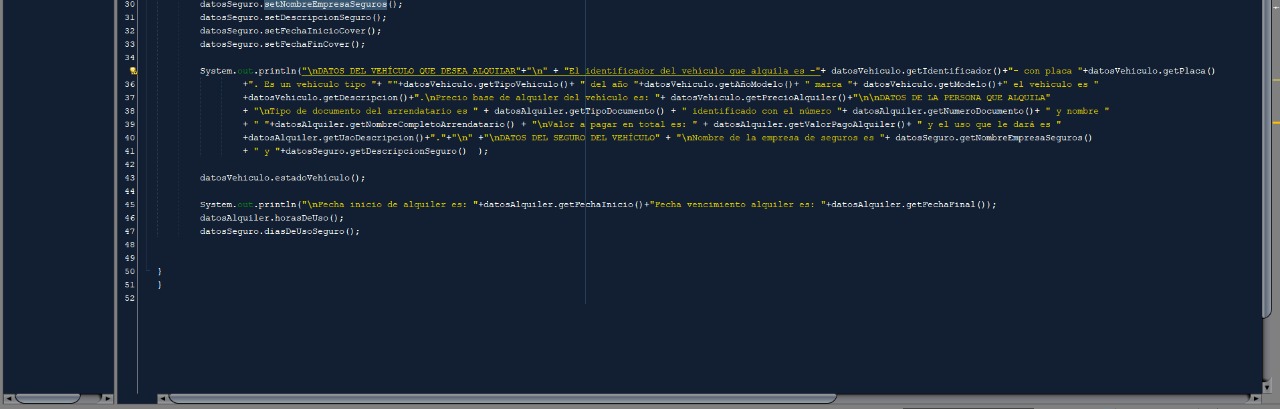 30 datosSeguro.setNombreEmpresaSeguros();
31 datosSeguro.setDescripcionSeguro();
32 datosSeguro.setFechaInicioCover();
33 datosSeguro.setFechaFinCover();
34
System.out.println("\nDATOS DEL VEHÍCULO QUE DESEA ALQUILAR"+"\n" + "El identificador del vehículo que alquila es -"+ datosVehiculo.getIdentificador()+"- con placa "+datosVehiculo.getPlaca()
36 +". Es un vehículo tipo "+ ""+datosVehiculo.getTipoVehiculo()+ " del año "+datosVehiculo.getAñoModelo()+ " marca "+ datosVehiculo.getModelo()+" el vehículo es "
37 +datosVehiculo.getDescripcion()+".\nPrecio base de alquiler del vehículo es: "+ datosVehiculo.getPrecioAlquiler()+"\n\nDATOS DE LA PERSONA QUE ALQUILA"
38 + "\nTipo de documento del arrendatario es " + datosAlquiler.getTipoDocumento() + " identificado con el número "+ datosAlquiler.getNumeroDocumento()+ " y nombre "
39 + " "+datosAlquiler.getNombreCompletoArrendatario() + "\nValor a pagar en total es: " + datosAlquiler.getValorPagoAlquiler()+ " y el uso que le dará es "
40 +datosAlquiler.getUsoDescripcion()+"."+"\n" +"\nDATOS DEL SEGURO DEL VEHÍCULO" + "\nNombre de la empresa de seguros es "+ datosSeguro.getNombreEmpresaSeguros()
41 + " y "+datosSeguro.getDescripcionSeguro() );
42
43 datosVehiculo.estadoVehiculo();
44
45 System.out.println("\nFecha inicio de alquiler es: "+datosAlquiler.getFechaInicio()+"Fecha vencimiento alquiler es: "+datosAlquiler.getFechaFinal());
46 datosAlquiler.horasDeUso();
47 datosSeguro.diasDeUsoSeguro();
48
49
50 }
51 }
52